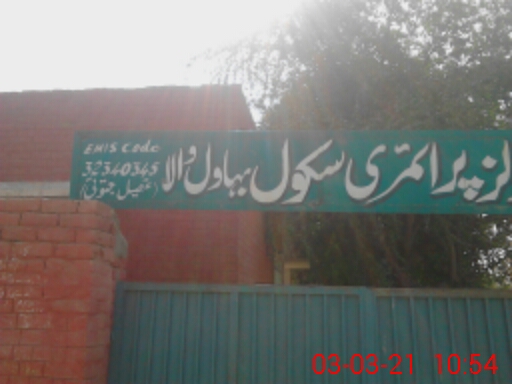 لز پرائمری سکول بہاول والا
EMIS Code
32340345
(تحصیل جتوئی)
03-03-21 10:54